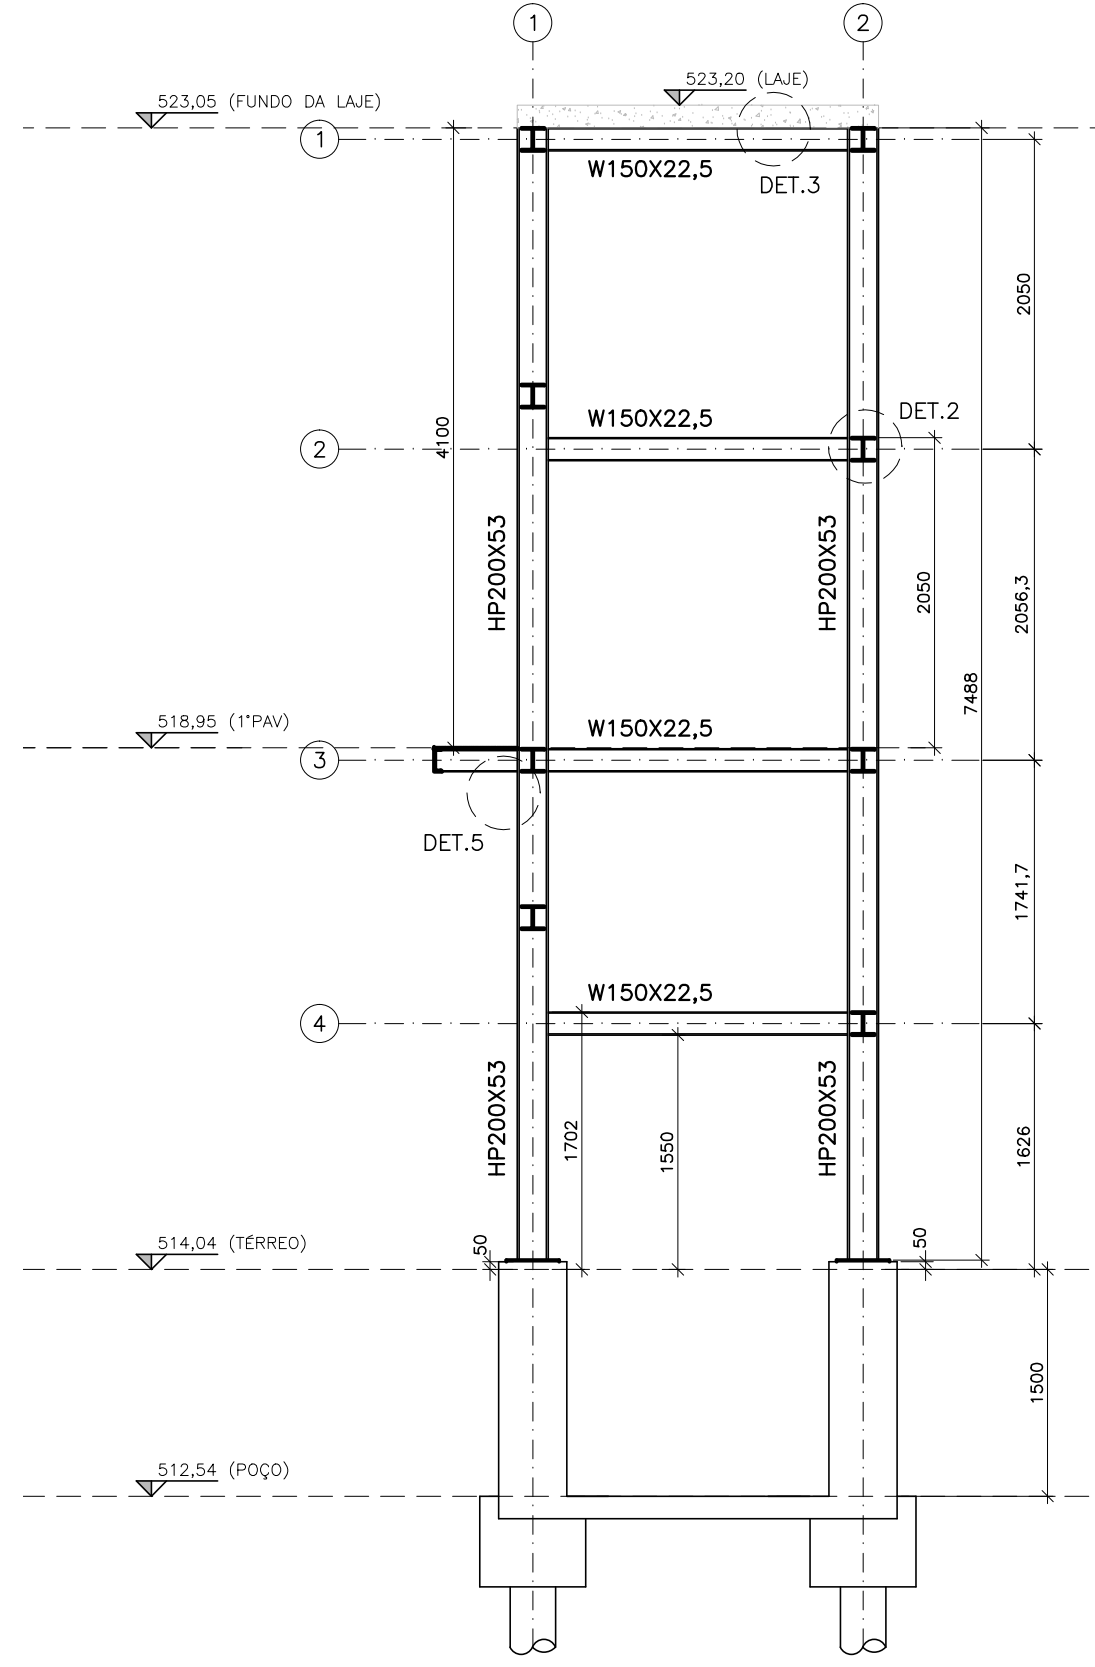 1
2
523,20 (LAJE)
523,05 (FUNDO DA LAJE)
1
W150X22,5
DET.3
2050
W150X22,5
DET.2
4100
2
HP200X53
HP200X53
2050
2056,3
7488
518,95 (1°PAV)
W150X22,5
3
DET.5
1741,7
W150X22,5
4
HP200X53
1702
1550
HP200X53
1626
514,04 (TÉRREO)
50
50
1500
512,54 (POÇO)